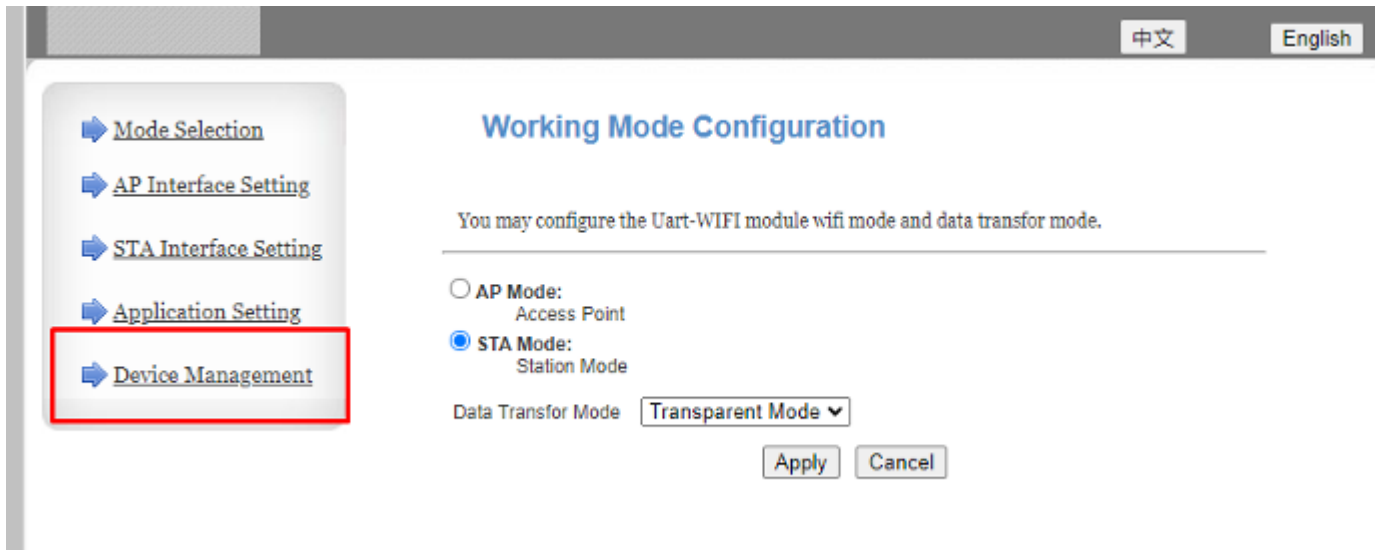 中文
English
Mode Selection
AP Interface Setting
STA Interface Setting
Application Setting
Device Management
Working Mode Configuration
You may configure the Uart-WIFI module wifi mode and data transfor mode.
AP Mode:
Access Point
STA Mode:
Station Mode
Data Transfor Mode Transparent Mode
Apply Cancel